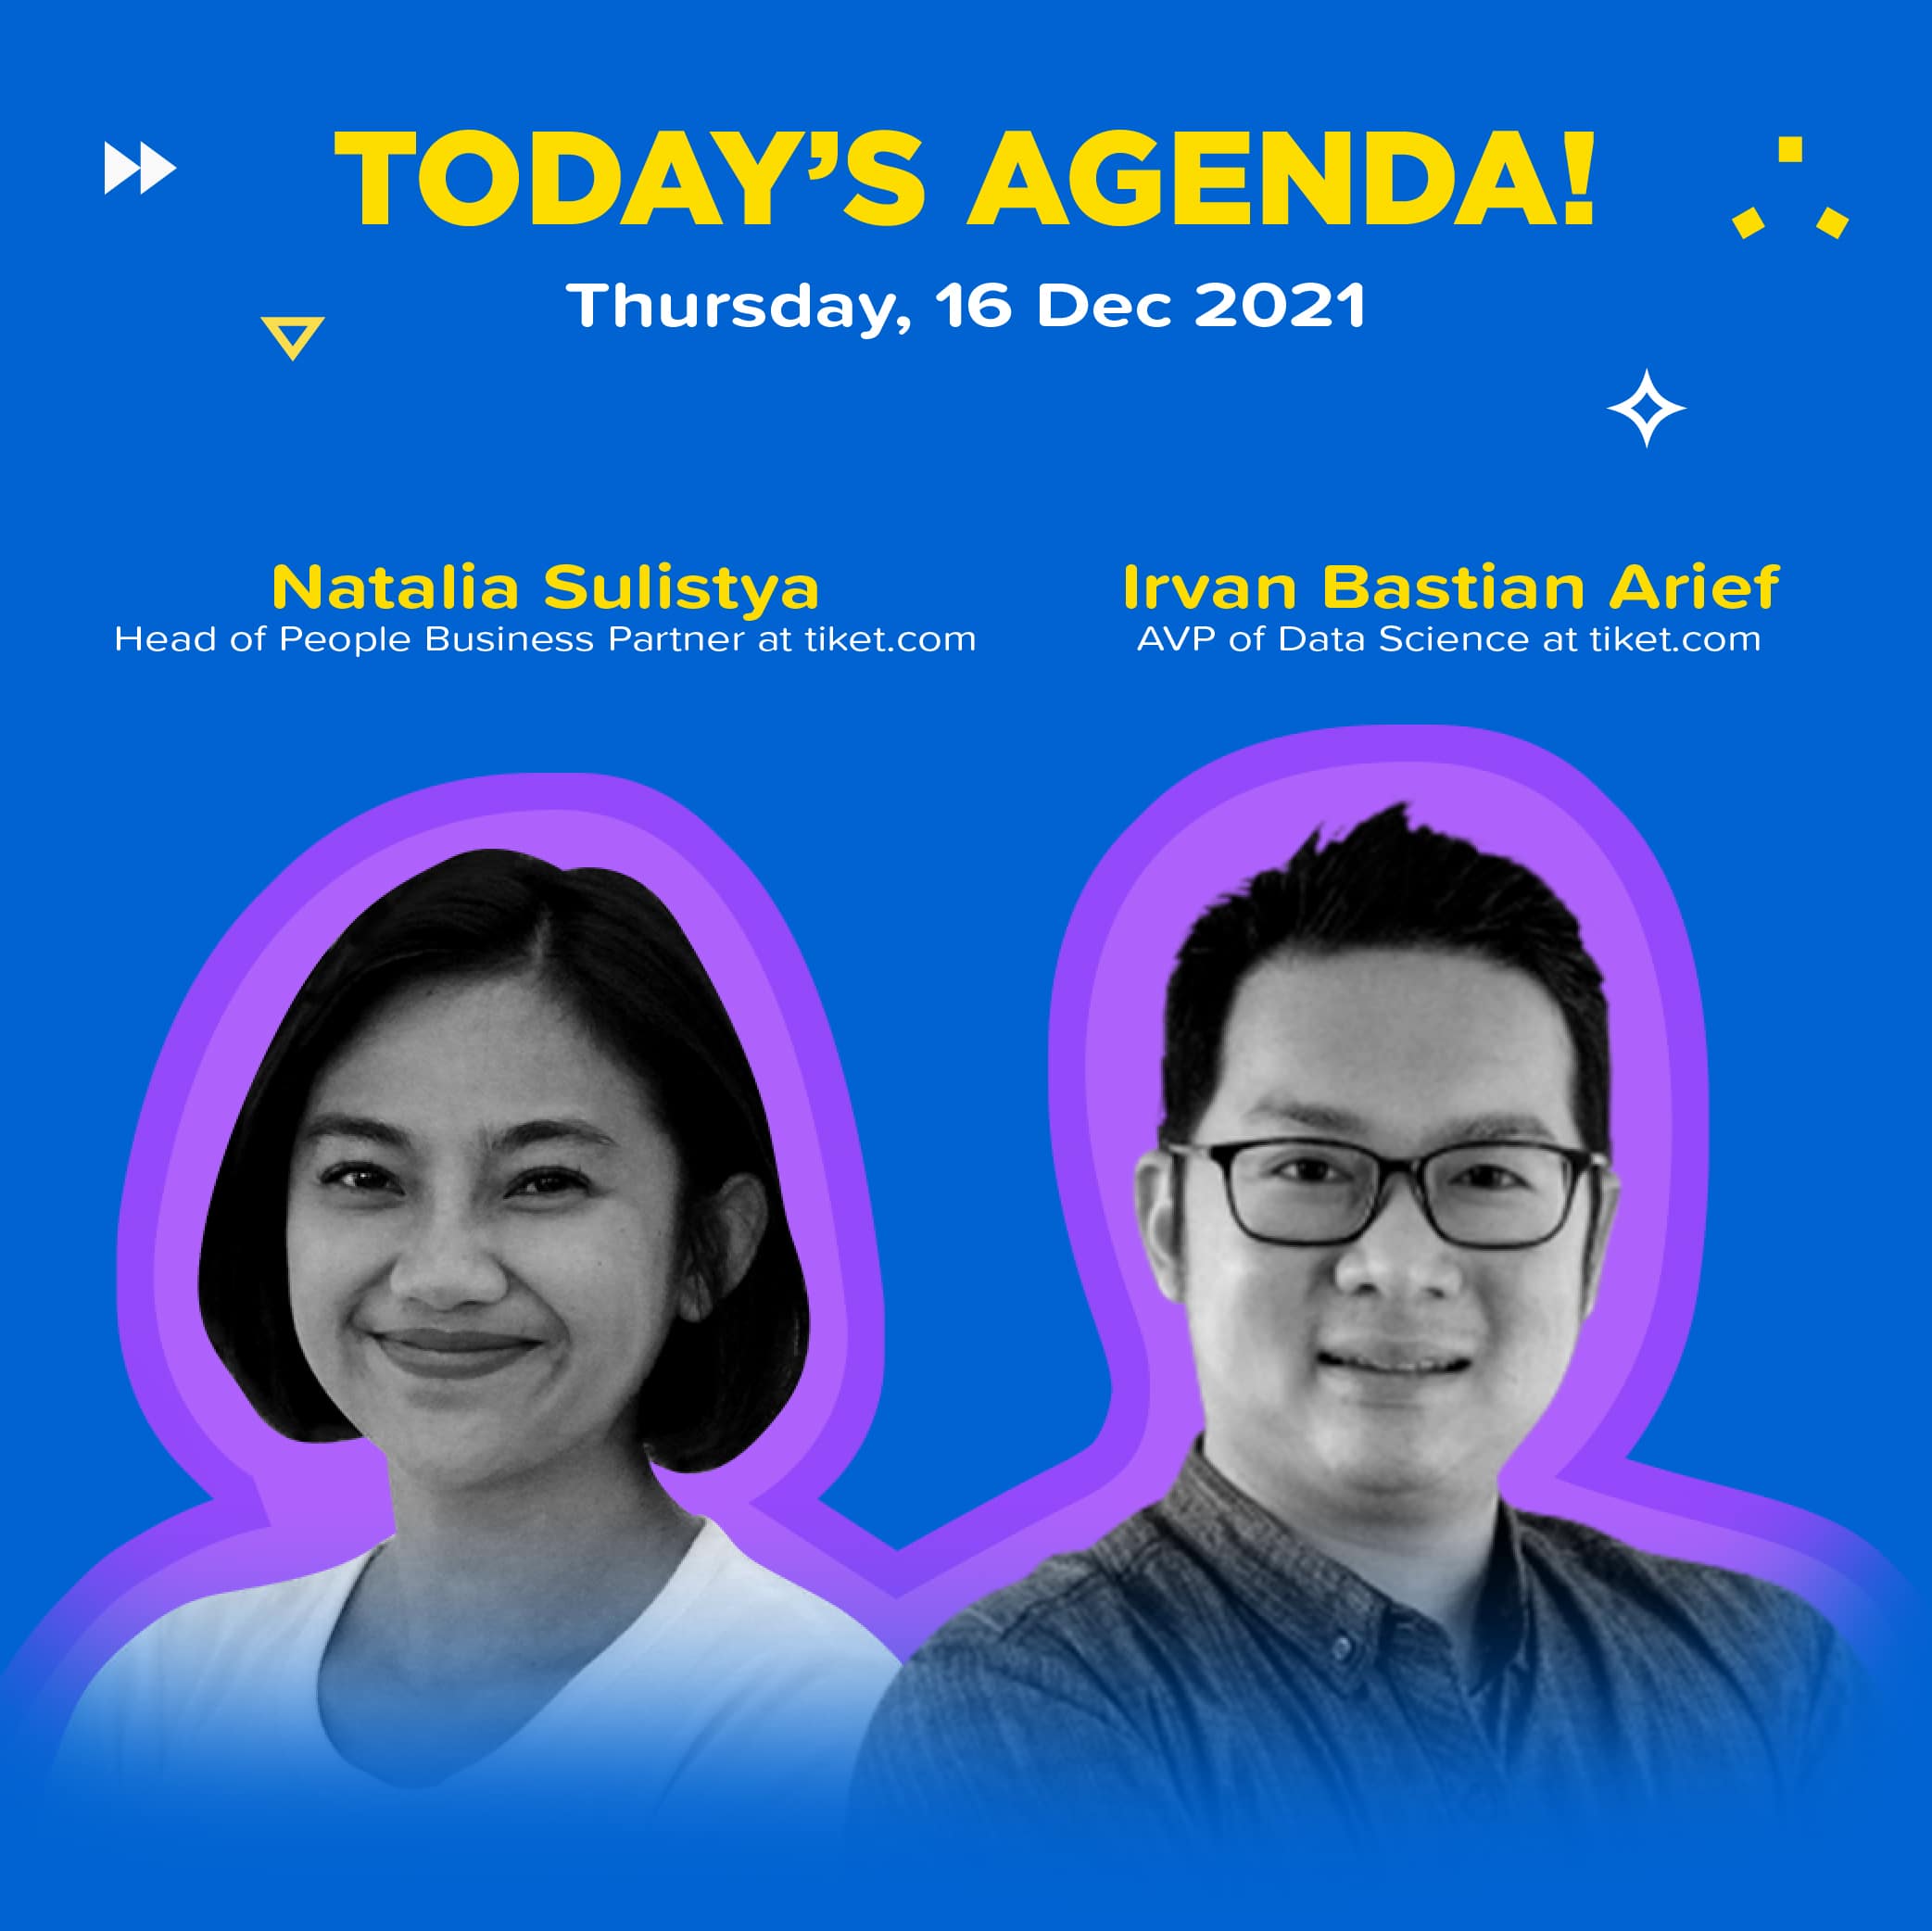 TODAY’S AGENDA!
Thursday, 16 Dec 2021
Natalia Sulistya
Head of People Business Partner at tiket.com
Irvan Bastian Arief
AVP of Data Science at tiket.com